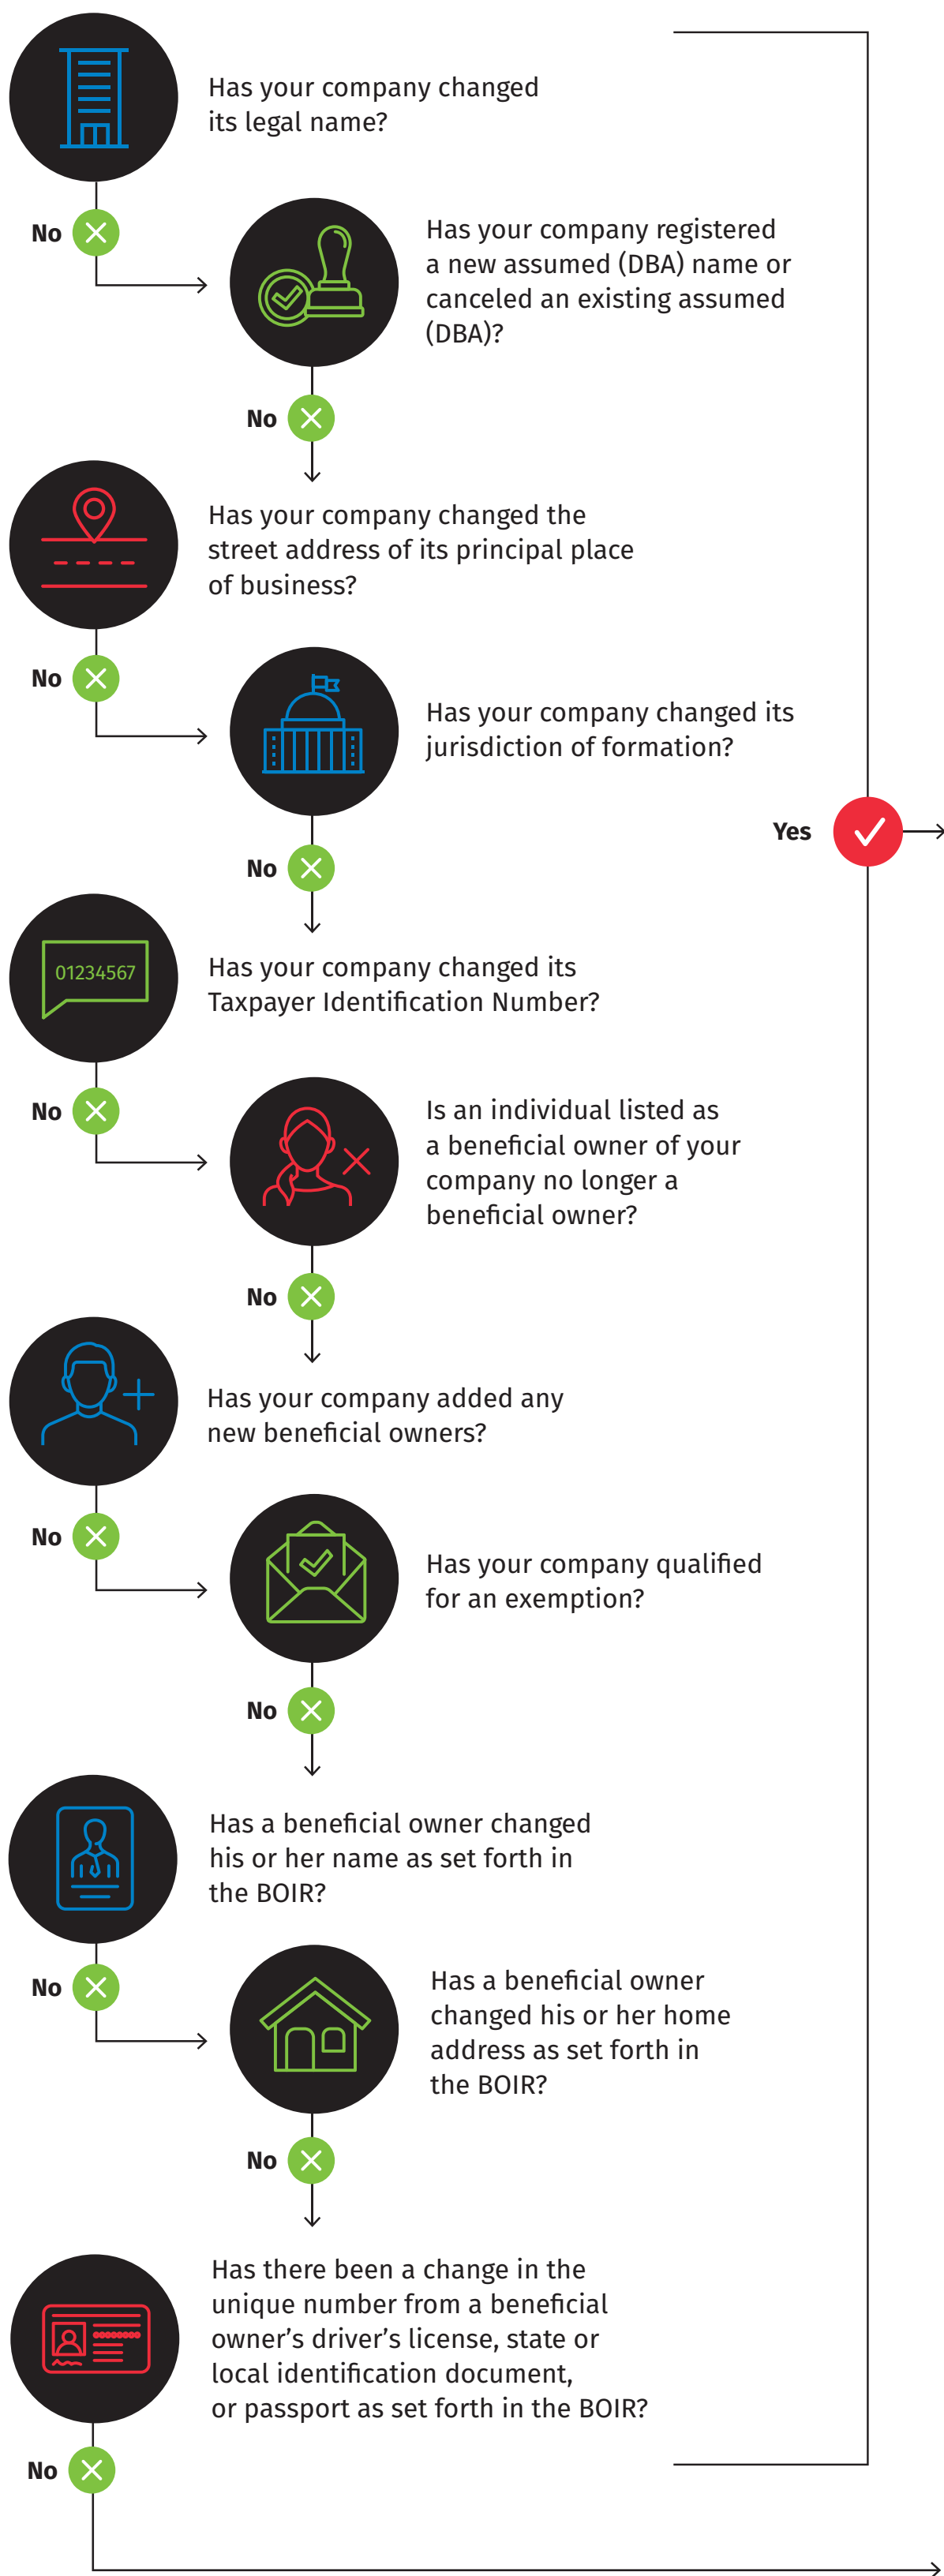 Has your company changed
its legal name?
No
Has your company registered
a new assumed (DBA) name or
canceled an existing assumed
(DBA)?
No
Has your company changed the
street address of its principal place
of business?
No
Has your company changed its
jurisdiction of formation?
Yes
No
01234567
Has your company changed its
Taxpayer Identification Number?
No
Is an individual listed as
a beneficial owner of your
company no longer a
beneficial owner?
No
Has your company added any
new beneficial owners?
No
Has your company qualified
for an exemption?
No
Has a beneficial owner changed
his or her name as set forth in
the BOIR?
No
Has a beneficial owner
changed his or her home
address as set forth in
the BOIR?
No
Has there been a change in the
unique number from a beneficial
owner’s driver’s license, state or
local identification document,
or passport as set forth in the BOIR?
No